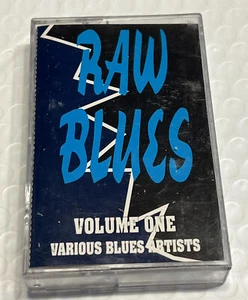 RAW
BLUES
VOLUME ONE
VARIOUS BLUES ARTISTS